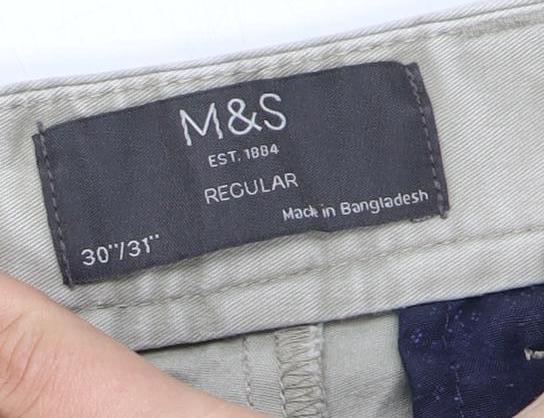 M&S
EST. 1884
REGULAR
Made in Bangladesh
30"/31"